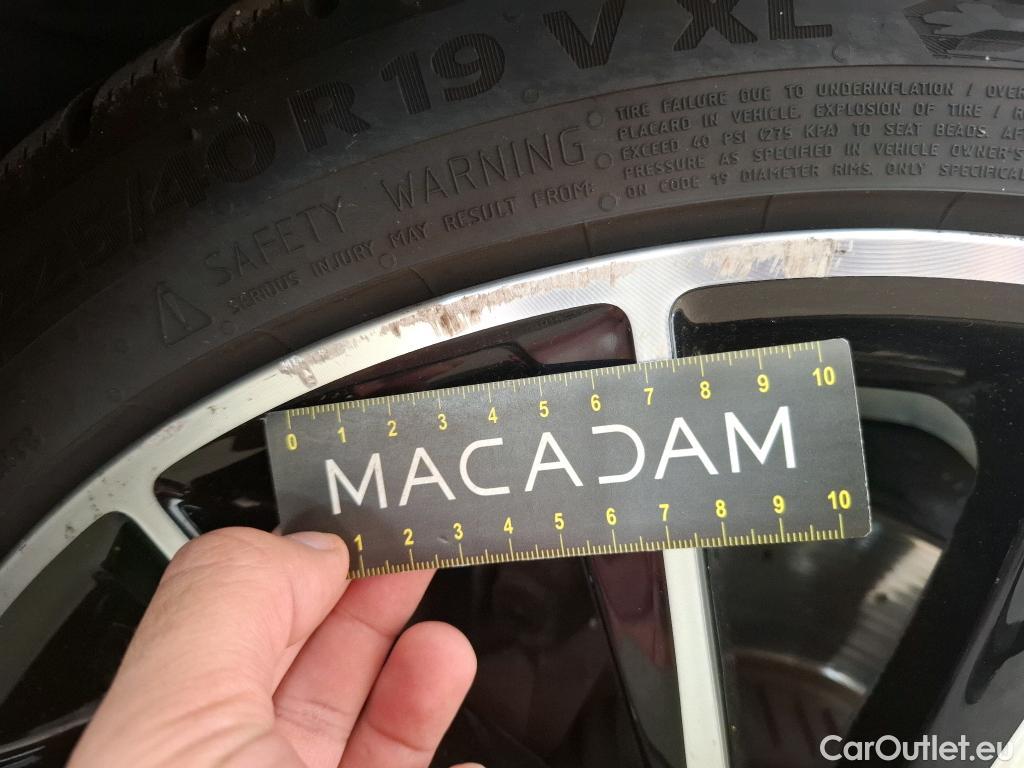 225/40 R 19 V XL
SAFETY WARNING
SERIOUS INJURY MAY RESULT FROM:
TIRE FAILURE DUE TO UNDERINFLATION /
PLACARD IN VEHICLE. EXPLOSION OF TIRE /
EXCEED 40 PSI (275 KPA) TO SEAT BEADS.
PRESSURE AS SPECIFIED IN VEHICLE OWNER'S
ON CODE 19 DIAMETER RIMS. ONLY
0 1 2 3 4 5 6 7 8 9 10
MACADAM
1 2 3 4 5 6 7 8 9 10
CarOutlet.eu